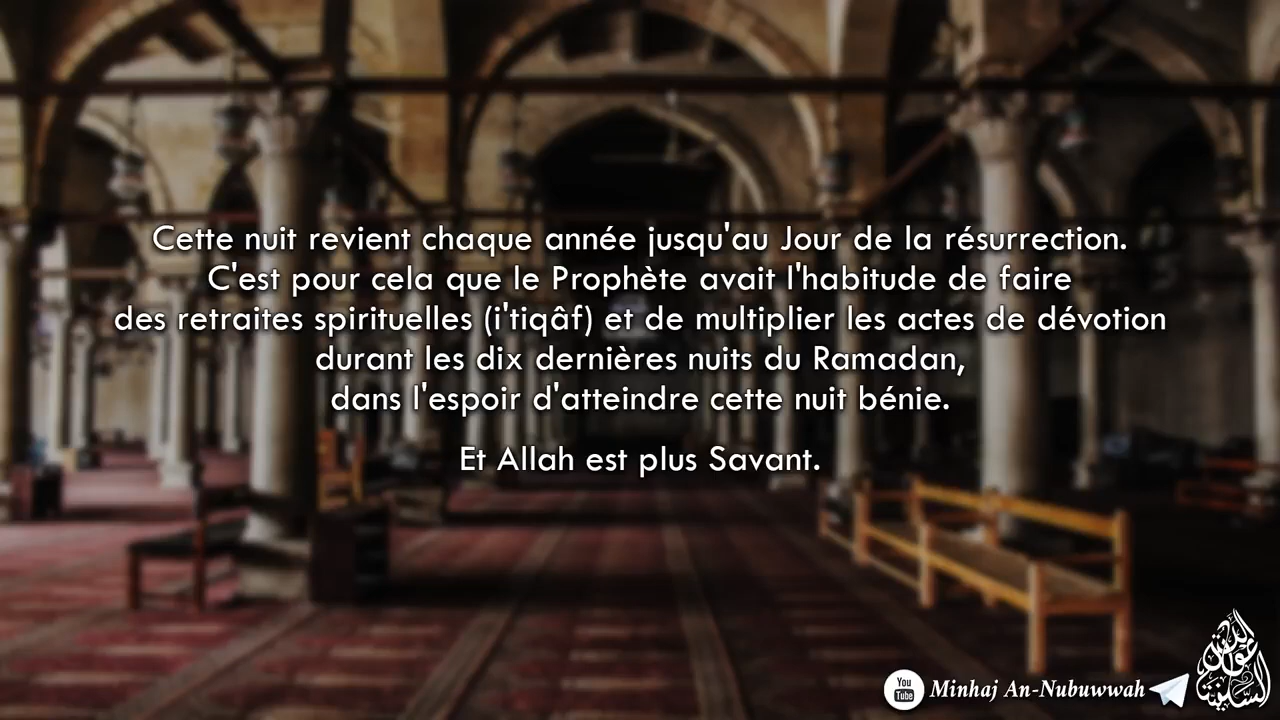 Cette nuit revient chaque année jusqu'au Jour de la résurrection.
C'est pour cela que le Prophète avait l'habitude de faire
des retraites spirituelles (i'tiqâf) et de multiplier les actes de dévotion
durant les dix dernières nuits du Ramadan,
dans l'espoir d'atteindre cette nuit bénie.
Et Allah est plus Savant.
You
Tube
Minhaj An-Nubuwwah